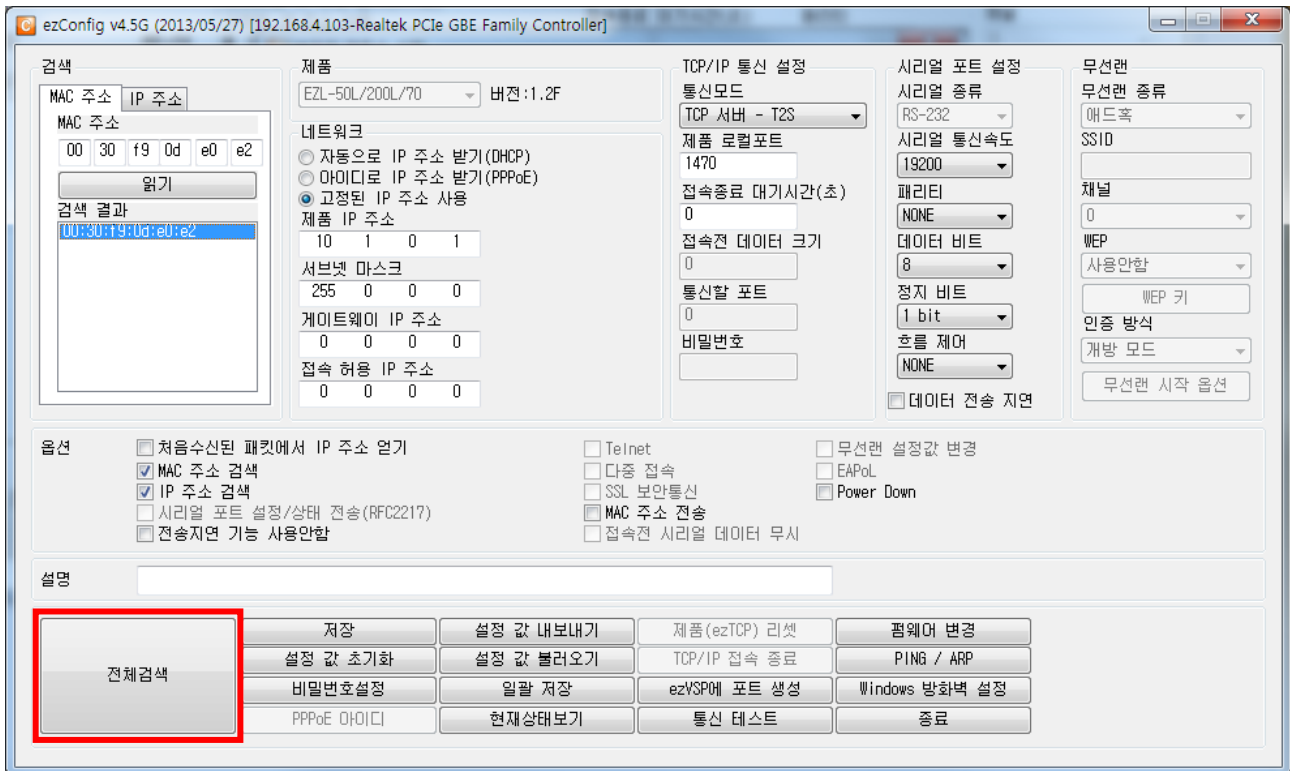 ezConfig v4.5G (2013/05/27) [192.168.4.103-Realtek PCIe GBE Family Controller]
검색
MAC 주소 IP 주소
MAC 주소
00 30 f9 0d e0 e2
읽기
검색 결과
00:30:f9:0d:e0:e2
제품
EZL-50L/200L/70 버전:1.2F
네트워크
자동으로 IP 주소 받기(DHCP)
아이디로 IP 주소 받기(PPPoE)
고정된 IP 주소 사용
제품 IP 주소
10 1 0 1
서브넷 마스크
255 0 0 0
게이트웨이 IP 주소
0 0 0 0
접속 허용 IP 주소
0 0 0 0
TCP/IP 통신 설정
통신모드
TCP 서버 - T2S
제품 로컬포트
1470
접속종료 대기시간(초)
0
접속전 데이터 크기
0
통신할 포트
0
비밀번호
시리얼 포트 설정
시리얼 종류
RS-232
시리얼 통신속도
19200
패리티
NONE
데이터 비트
8
정지 비트
1 bit
흐름 제어
NONE
데이터 전송 지연
무선랜
무선랜 종류
애드혹
SSID
채널
0
WEP
사용안함
WEP 키
인증 방식
개방 모드
무선랜 시작 옵션
옵션
처음수신된 패킷에서 IP 주소 얻기
MAC 주소 검색
IP 주소 검색
시리얼 포트 설정/상태 전송(RFC2217)
전송지연 기능 사용안함
Telnet
다중 접속
SSL 보안통신
MAC 주소 전송
접속전 시리얼 데이터 무시
무선랜 설정값 변경
EAPoL
Power Down
설명
전체검색
저장 설정 값 내보내기 제품(ezTCP) 리셋 펌웨어 변경
설정 값 초기화 설정 값 불러오기 TCP/IP 접속 종료 PING / ARP
비밀번호설정 일괄 저장 ezVSP에 포트 생성 Windows 방화벽 설정
PPPoE 아이디 현재상태보기 통신 테스트 종료